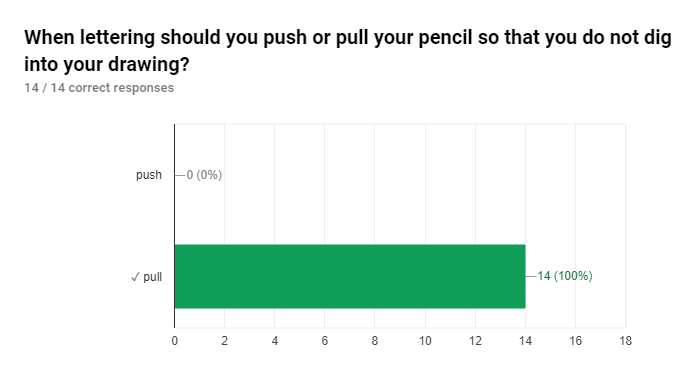 When lettering should you push or pull your pencil so that you do not dig
into your drawing?
14 / 14 correct responses
push
0 (0%)
✓ pull
14 (100%)
0 2 4 6 8 10 12 14 16 18